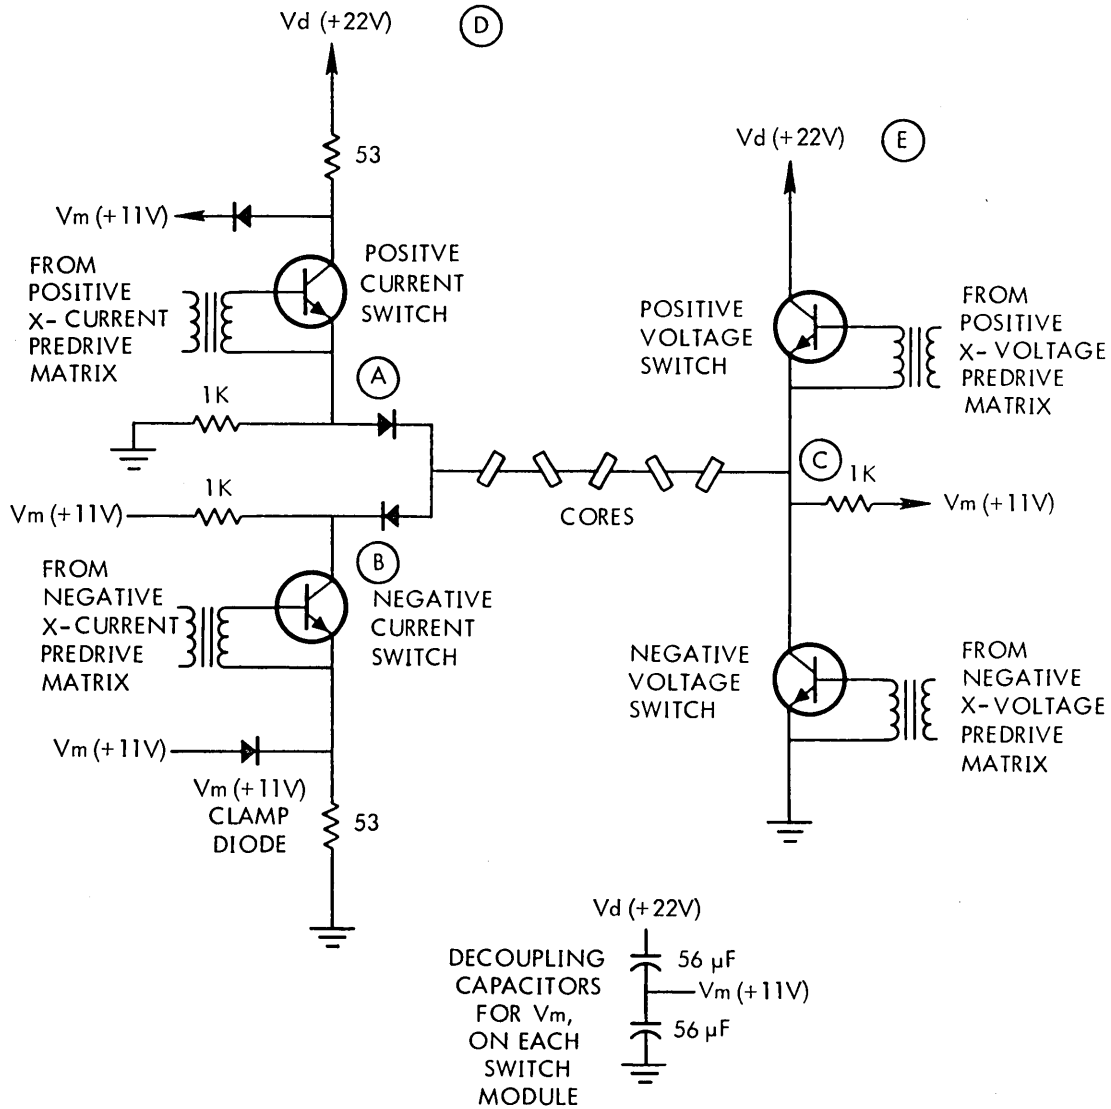 Vd (+22V)
D
53
Vm (+11V)
POSITVE
CURRENT
SWITCH
FROM
POSITIVE
X-CURRENT
PREDRIVE
MATRIX
A
1K
1K
Vm (+11V)
B
FROM
NEGATIVE
X-CURRENT
PREDRIVE
MATRIX
NEGATIVE
CURRENT
SWITCH
Vm (+11V)
Vm (+11V)
CLAMP
DIODE
53
CORES
Vd (+22V)
E
POSITIVE
VOLTAGE
SWITCH
FROM
POSITIVE
X-VOLTAGE
PREDRIVE
MATRIX
C
1K
Vm (+11V)
NEGATIVE
VOLTAGE
SWITCH
FROM
NEGATIVE
X-VOLTAGE
PREDRIVE
MATRIX
Vd (+22V)
DECOUPLING
CAPACITORS
FOR Vm,
ON EACH
SWITCH
MODULE
56 µF
Vm (+11V)
56 µF